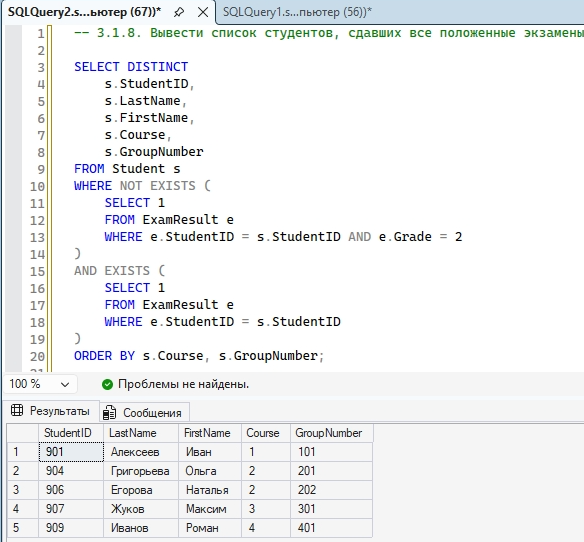 SQLQuery2.s...ьютер (67))*
SQLQuery1.s...пьютер (56))*
1 -- 3.1.8. Вывести список студентов, сдавших все положенные экзамены
2
3 SELECT DISTINCT
4 s.StudentID,
5 s.LastName,
6 s.FirstName,
7 s.Course,
8 s.GroupNumber
9 FROM Student s
10 WHERE NOT EXISTS (
11 SELECT 1
12 FROM ExamResult e
13 WHERE e.StudentID = s.StudentID AND e.Grade = 2
14 )
15 AND EXISTS (
16 SELECT 1
17 FROM ExamResult e
18 WHERE e.StudentID = s.StudentID
19 )
20 ORDER BY s.Course, s.GroupNumber;
100 % Проблемы не найдены.
Результаты Сообщения
StudentID LastName FirstName Course GroupNumber
1 901 Алексеев Иван 1 101
2 904 Григорьева Ольга 2 201
3 906 Егорова Наталья 2 202
4 907 Жуков Максим 3 301
5 909 Иванов Роман 4 401